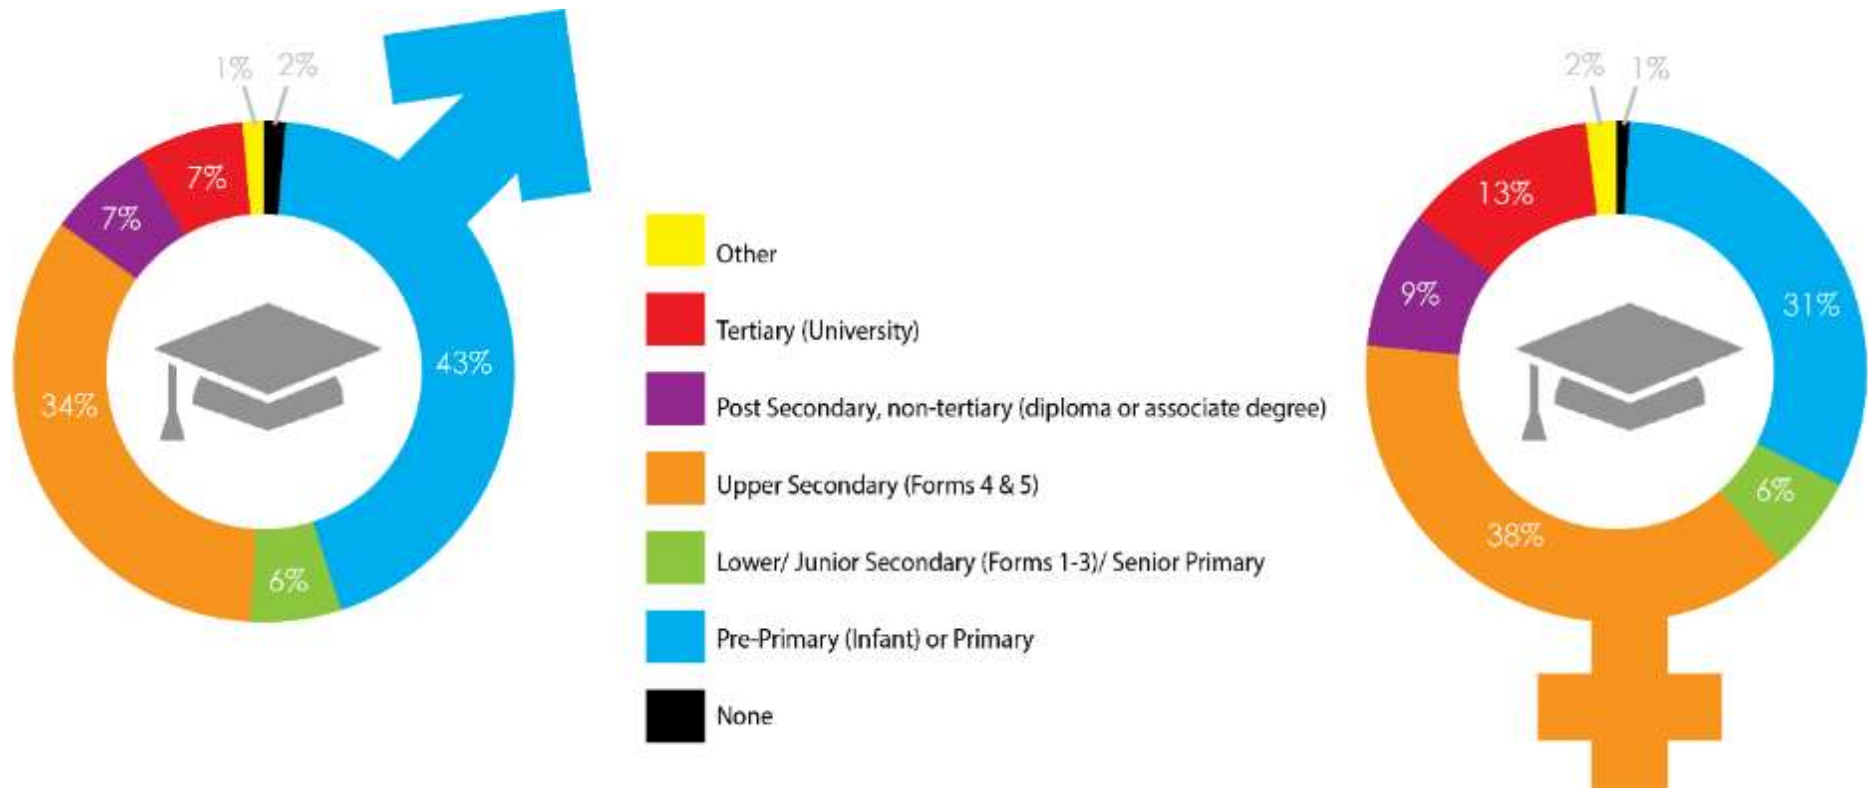 1% 2%
7%
7%
43%
34%
6%
Other
Tertiary (University)
Post Secondary, non-tertiary (diploma or associate degree)
Upper Secondary (Forms 4 & 5)
Lower/ Junior Secondary (Forms 1-3)/ Senior Primary
Pre-Primary (Infant) or Primary
None
2% 1%
13%
9%
31%
6%
38%